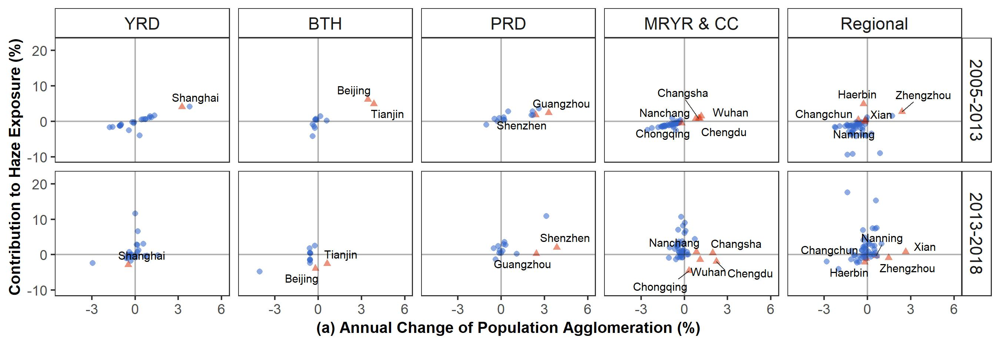 YRD BTH PRD MRYR & CC Regional
Contribution to Haze Exposure (%)
20
10
0
-10
Shanghai
Beijing
Tianjin
Guangzhou
Shenzhen
Changsha
Nanchang
Wuhan
Chongqing
Chengdu
Haerbin
Zhengzhou
Changchun
Xian
Nanning
2005-2013
20
10
0
-10
Shanghai
Tianjin
Beijing
Shenzhen
Guangzhou
Nanchang
Changsha
Wuhan
Chengdu
Chongqing
Nanning
Changchun
Xian
Haerbin
Zhengzhou
2013-2018
-3 0 3 6 -3 0 3 6 -3 0 3 6 -3 0 3 6 -3 0 3 6
(a) Annual Change of Population Agglomeration (%)